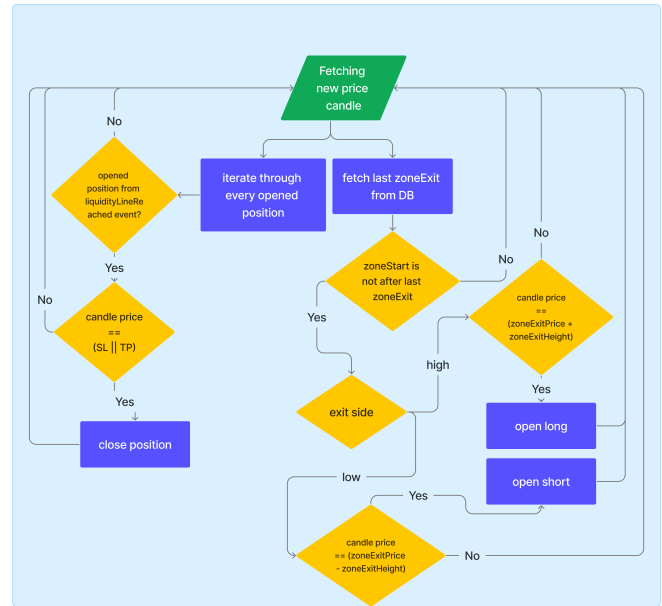 Fetching
new price
candle
No
opened
position from
liquidityLineRe
ached event?
iterate through
every opened
position
fetch last zoneExit
from DB
No
Yes
No
zoneStart is
not after last
zoneExit
No
candle price
==
(zoneExitPrice +
zoneExitHeight)
candle price
==
(SL || TP)
Yes
high
Yes
Yes
exit side
open long
close position
low
open short
Yes
candle price
== (zoneExitPrice
- zoneExitHeight)
No